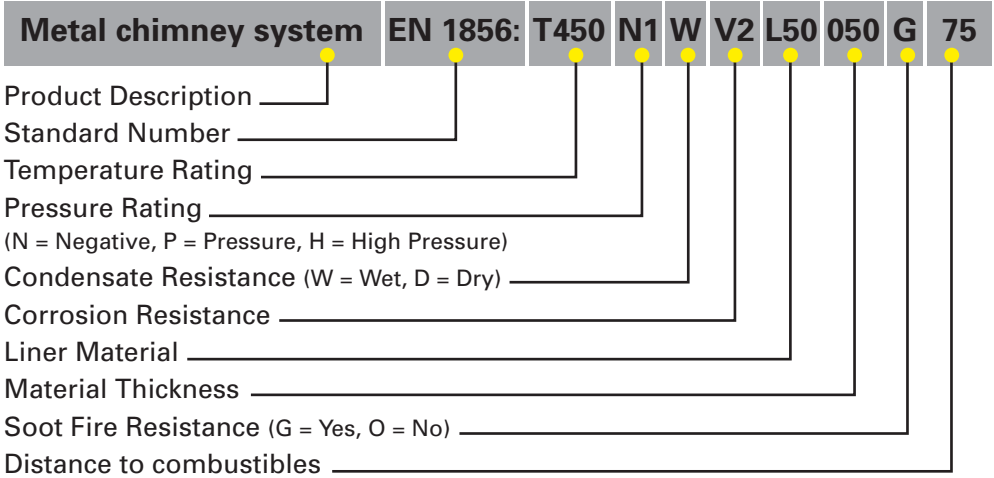 Metal chimney system EN 1856: T450 N1 W V2 L50 050 G 75
Product Description
Standard Number
Temperature Rating
Pressure Rating
(N = Negative, P = Pressure, H = High Pressure)
Condensate Resistance (W = Wet, D = Dry)
Corrosion Resistance
Liner Material
Material Thickness
Soot Fire Resistance (G = Yes, O = No)
Distance to combustibles